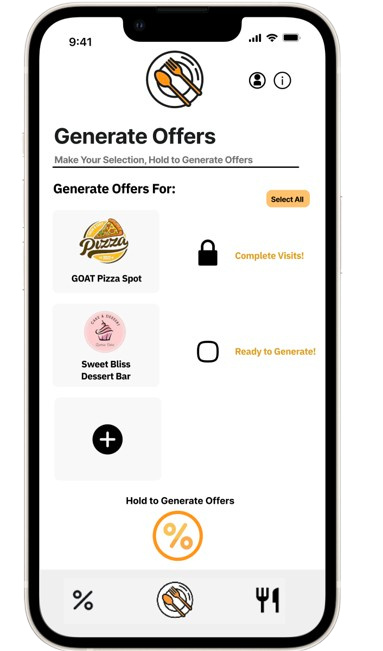 9:41
Generate Offers
Make Your Selection, Hold to Generate Offers
Generate Offers For:
Select All
Pizza
GOAT Pizza Spot
Complete Visits!
CAKE & DESSERT
Sweet Bliss
Dessert Bar
Ready to Generate!
Hold to Generate Offers